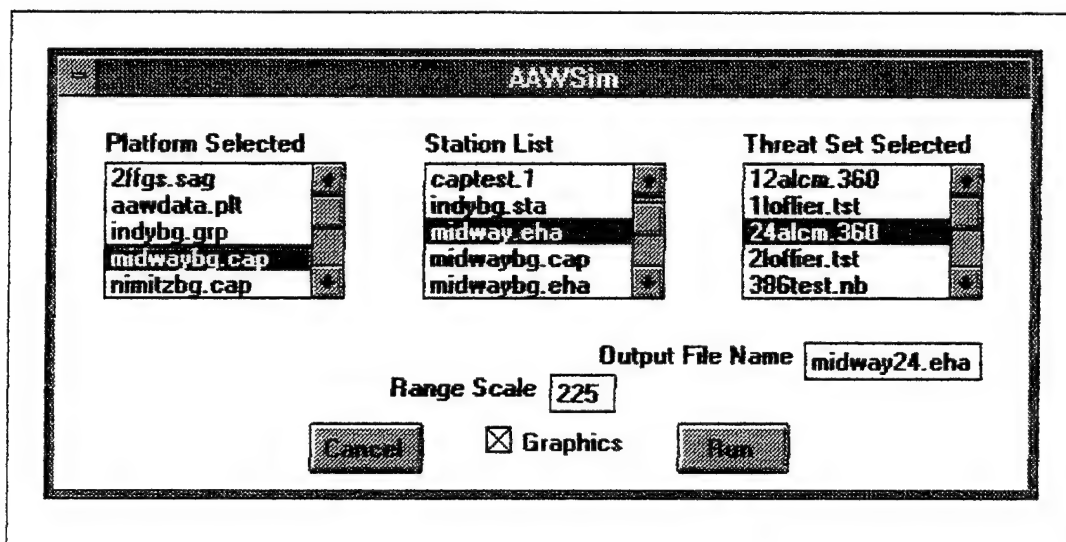 AAWSim
Platform Selected
2ffgs.sag
aawdata.plt
indybg.grp
midwaybg.cap
nimitzbg.cap
Station List
captest.1
indybg.sta
midway.eha
midwaybg.cap
midwaybg.eha
Threat Set Selected
12alcm.360
1loffier.tst
24alcm.360
2loffier.tst
386test.nb
Output File Name midway24.eha
Range Scale 225
Cancel Graphics Run